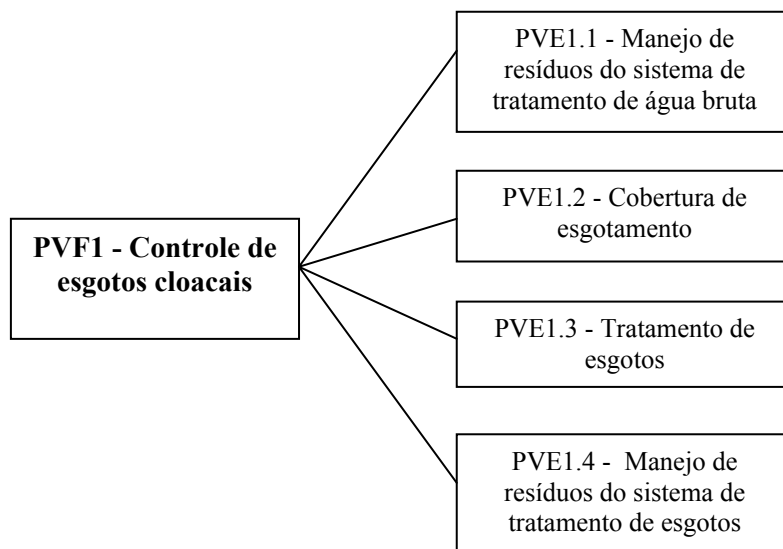 PVE1.1 - Manejo de
resíduos do sistema de
tratamento de água bruta
PVE1.2 - Cobertura de
esgotamento
PVF1 - Controle de
esgotos cloacais
PVE1.3 - Tratamento de
esgotos
PVE1.4 -  Manejo de
resíduos do sistema de
tratamento de esgotos